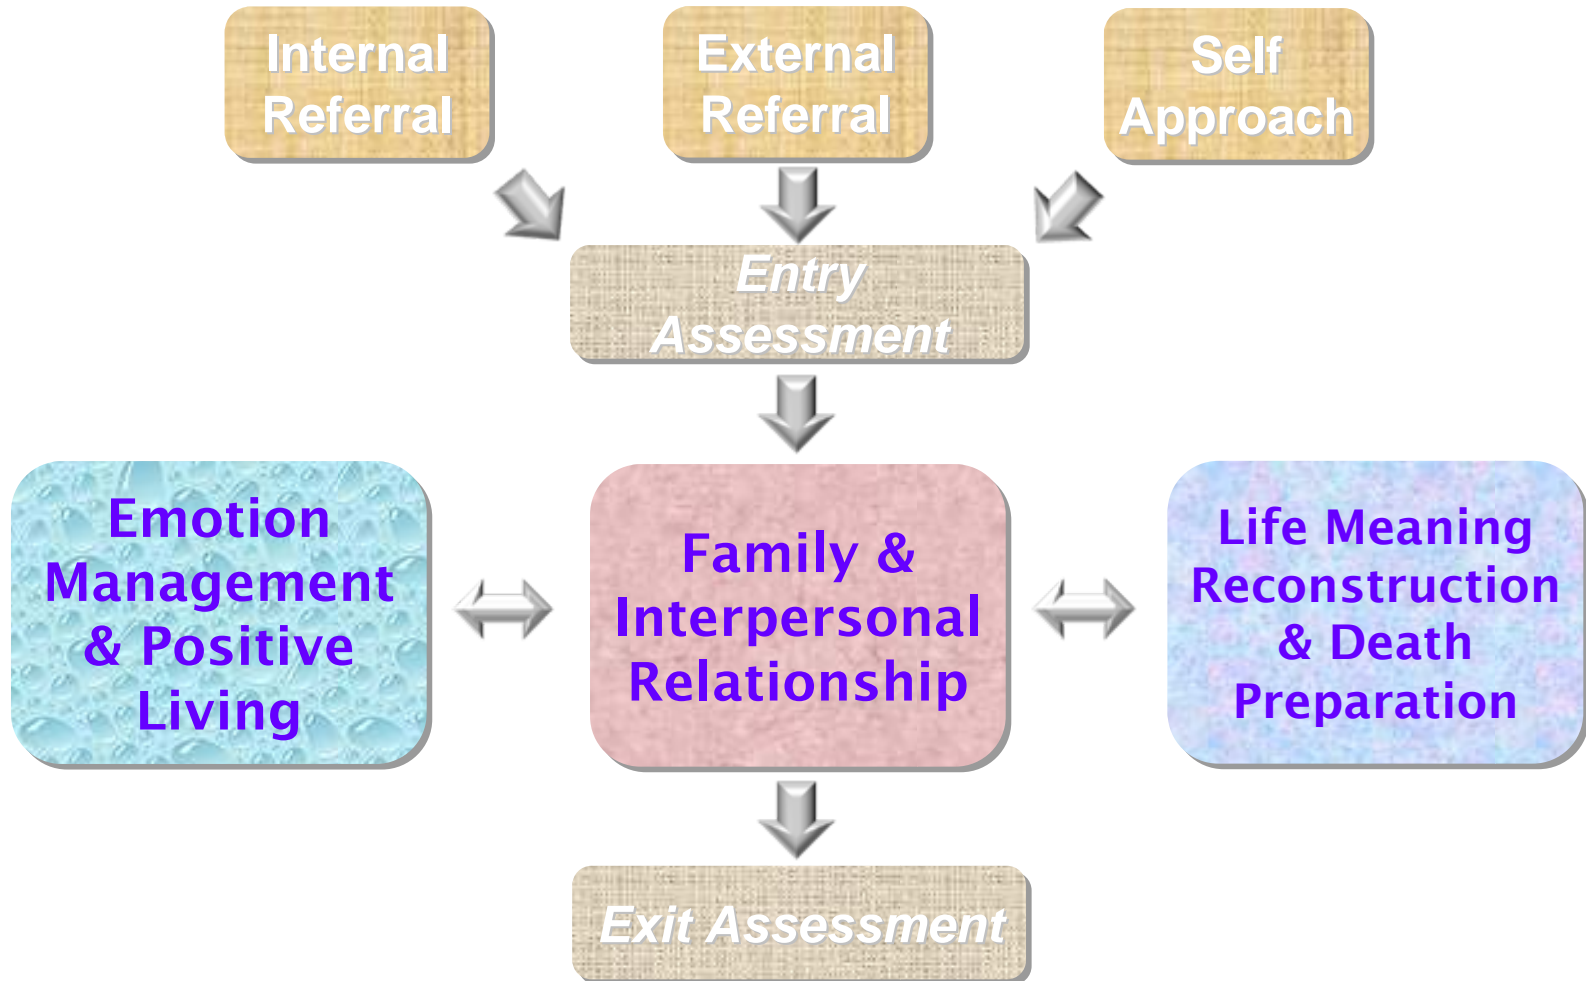 Internal
Referral
External
Referral
Self
Approach
Entry
Assessment
Emotion
Management
& Positive
Living
Family &
Interpersonal
Relationship
Life Meaning
Reconstruction
& Death
Preparation
Exit Assessment